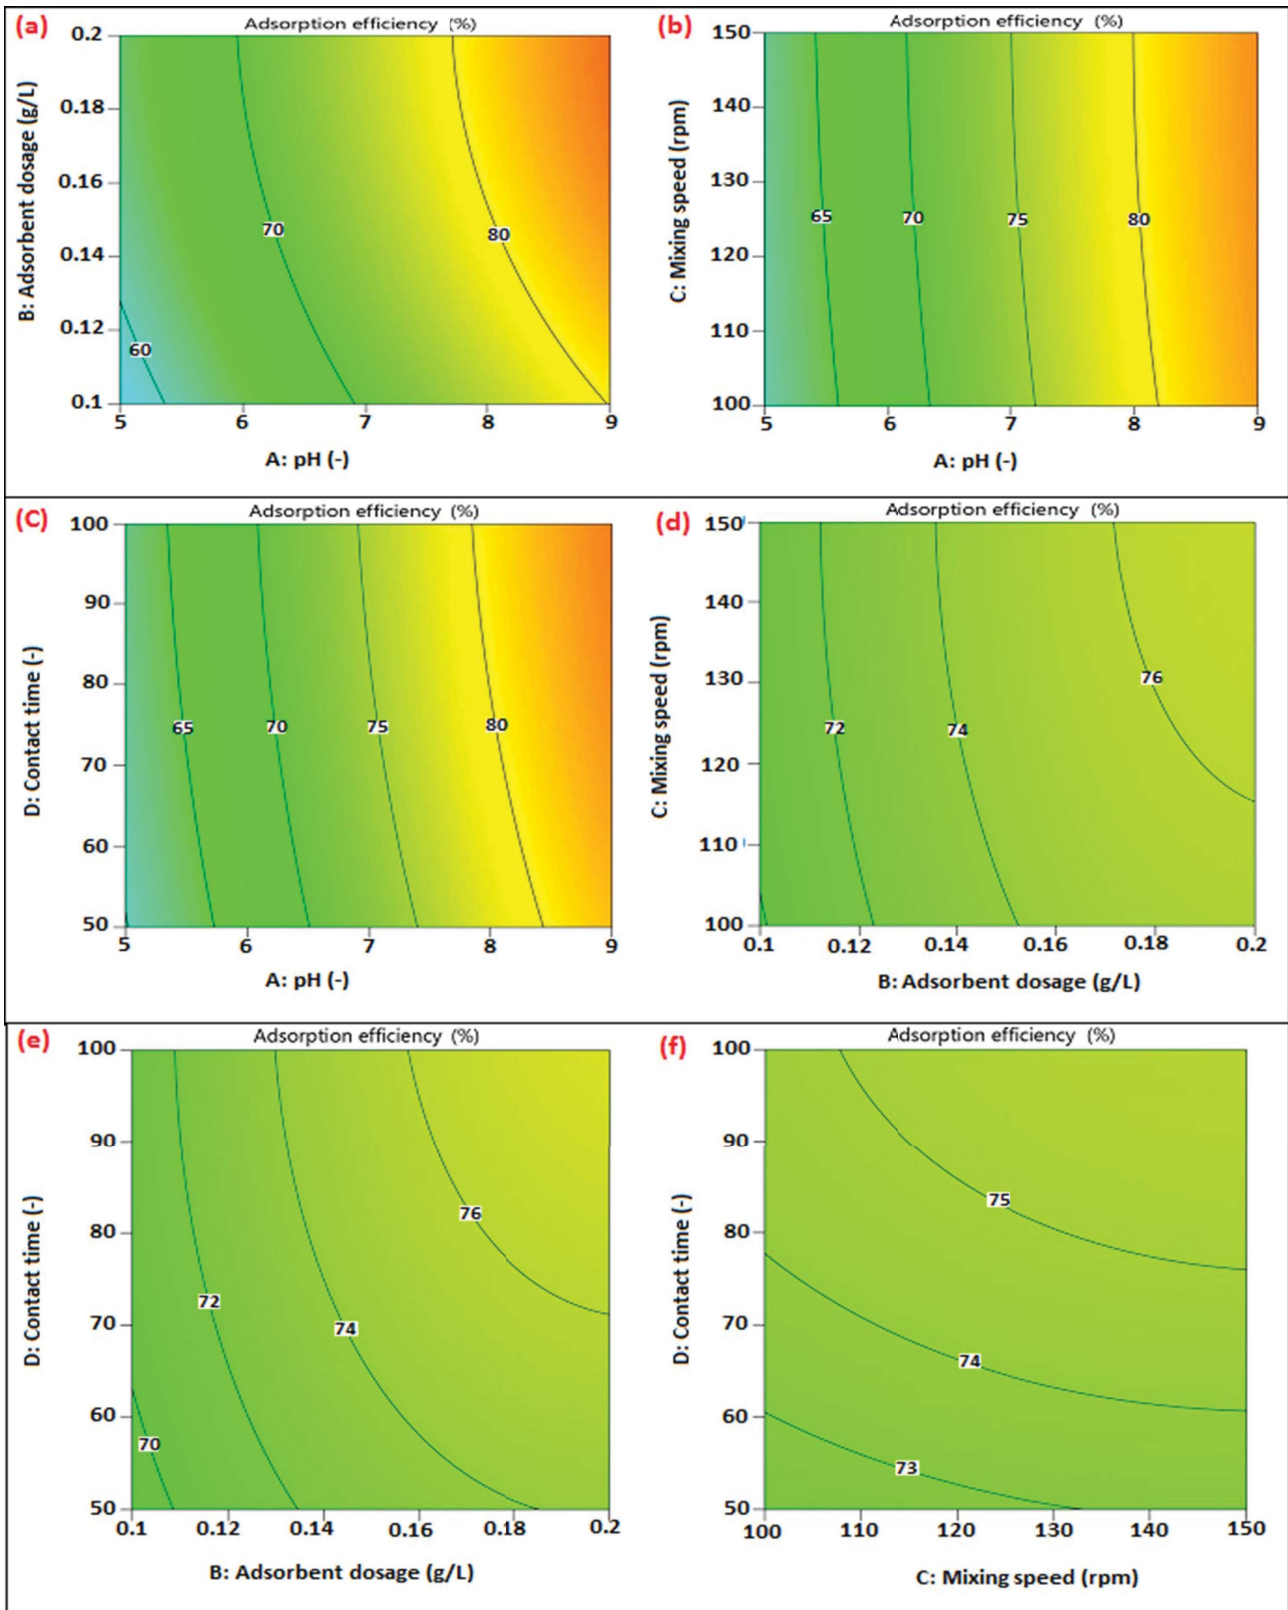 (a)
Adsorption efficiency (%)
B: Adsorbent dosage (g/L)
0.2
0.18
0.16
0.14
0.12
0.1
60
70
80
5 6 7 8 9
A: pH (-)
(b)
Adsorption efficiency (%)
C: Mixing speed (rpm)
150
140
130
120
110
100
65 70 75 80
5 6 7 8 9
A: pH (-)
(C)
Adsorption efficiency (%)
D: Contact time (-)
100
90
80
70
60
50
65 70 75 80
5 6 7 8 9
A: pH (-)
(d)
Adsorption efficiency (%)
C: Mixing speed (rpm)
150
140
130
120
110
100
72 74 76
0.1 0.12 0.14 0.16 0.18 0.2
B: Adsorbent dosage (g/L)
(e)
Adsorption efficiency (%)
D: Contact time (-)
100
90
80
70
60
50
70 72 74 76
0.1 0.12 0.14 0.16 0.18 0.2
B: Adsorbent dosage (g/L)
(f)
Adsorption efficiency (%)
D: Contact time (-)
100
90
80
70
60
50
75
74
73
100 110 120 130 140 150
C: Mixing speed (rpm)